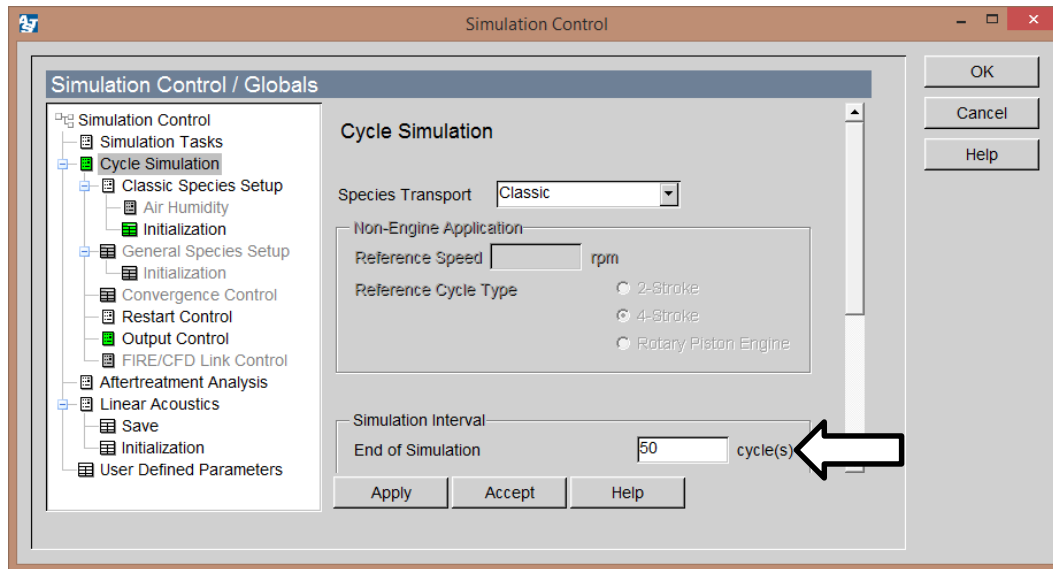 Simulation Control
Simulation Control / Globals
Simulation Control
Simulation Tasks
Cycle Simulation
Classic Species Setup
Air Humidity
Initialization
General Species Setup
Initialization
Convergence Control
Restart Control
Output Control
FIRE/CFD Link Control
Aftertreatment Analysis
Linear Acoustics
Save
Initialization
User Defined Parameters
Cycle Simulation
Species Transport Classic
Non-Engine Application
Reference Speed rpm
Reference Cycle Type 2-Stroke
4-Stroke
Rotary Piston Engine
Simulation Interval
End of Simulation 50 cycle(s)
Apply Accept Help
OK
Cancel
Help